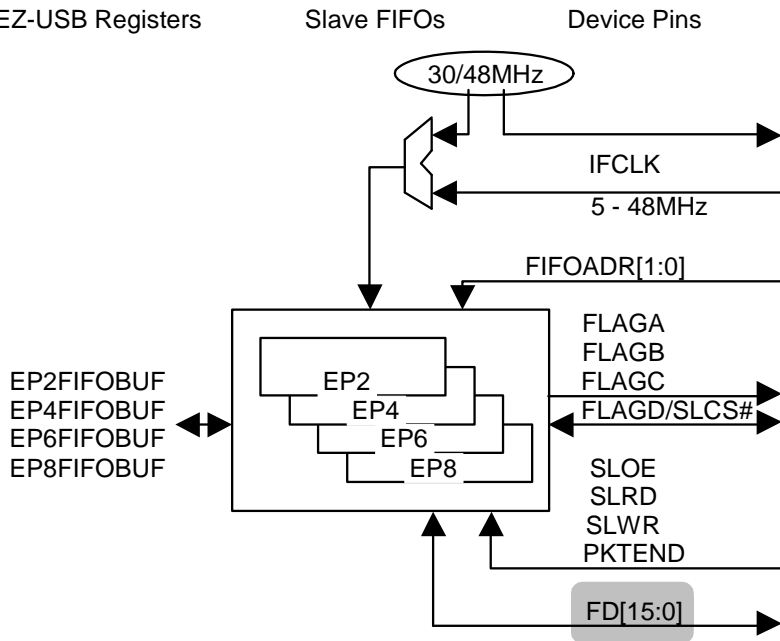 EZ-USB Registers
Slave FIFOs
Device Pins
30/48MHz
IFCLK
5 - 48MHz
FIFOADR[1:0]
EP2FIFOBUF
EP4FIFOBUF
EP6FIFOBUF
EP8FIFOBUF
EP2
EP4
EP6
EP8
FLAGA
FLAGB
FLAGC
FLAGD/SLCS#
SLOE
SLRD
SLWR
PKTEND
FD[15:0]